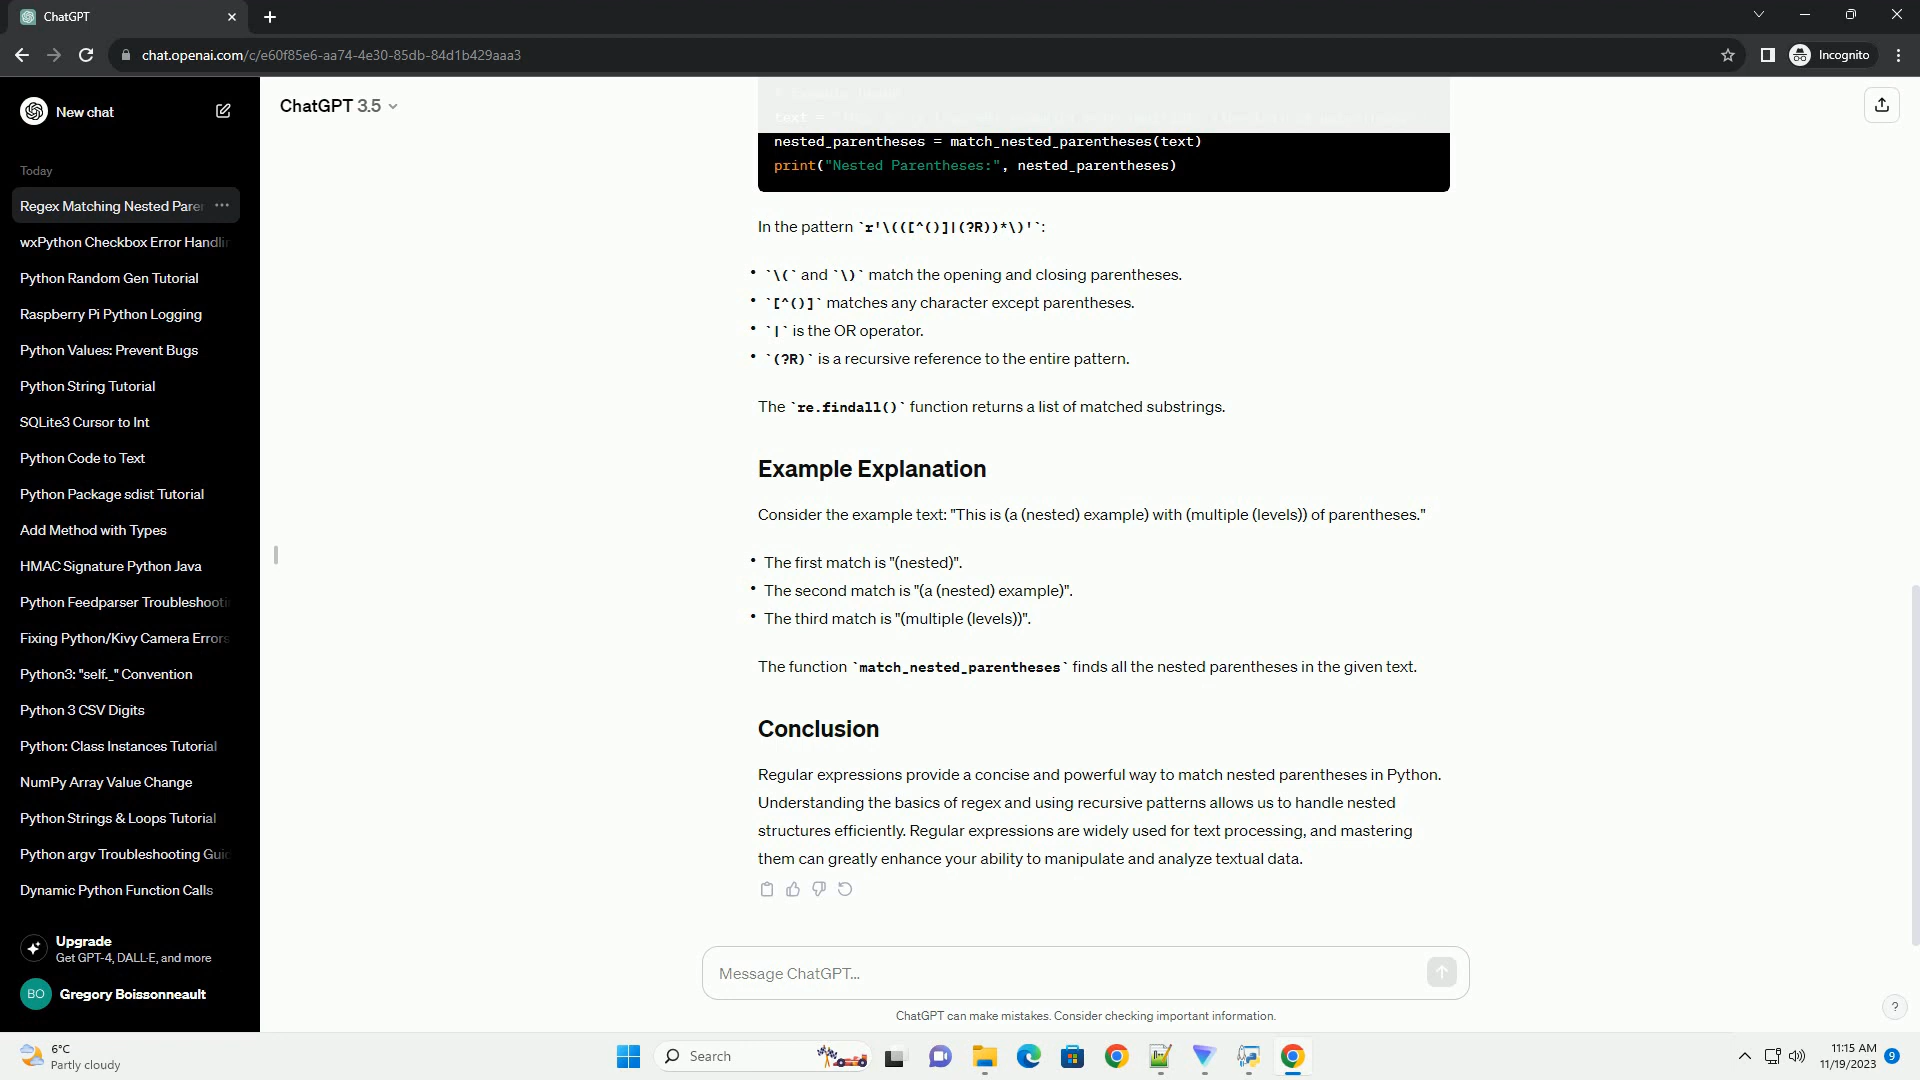 ChatGPT
chat.openai.com/c/e60f85e6-aa74-4e30-85db-84d1b429aaa3
Incognito
New chat
Today
Regex Matching Nested Pare
wxPython Checkbox Error Handlin
Python Random Gen Tutorial
Raspberry Pi Python Logging
Python Values: Prevent Bugs
Python String Tutorial
SQLite3 Cursor to Int
Python Code to Text
Python Package sdist Tutorial
Add Method with Types
HMAC Signature Python Java
Python Feedparser Troubleshooti
Fixing Python/Kivy Camera Errors
Python3: "self._" Convention
Python 3 CSV Digits
Python: Class Instances Tutorial
NumPy Array Value Change
Python Strings & Loops Tutorial
Python argv Troubleshooting Guid
Dynamic Python Function Calls
Upgrade
Get GPT-4, DALL·E, and more
BO Gregory Boissonneault
ChatGPT 3.5
text =
nested_parentheses = match_nested_parentheses(text)
print("Nested Parentheses:", nested_parentheses)
In the pattern `r'\(([^()]|(?R))*\)'`:
• `\(` and `\)` match the opening and closing parentheses.
• `[^()]` matches any character except parentheses.
• `|` is the OR operator.
• `(?R)` is a recursive reference to the entire pattern.
The `re.findall()` function returns a list of matched substrings.
Example Explanation
Consider the example text: "This is (a (nested) example) with (multiple (levels)) of parentheses."
• The first match is "(nested)".
• The second match is "(a (nested) example)".
• The third match is "(multiple (levels))".
The function `match_nested_parentheses` finds all the nested parentheses in the given text.
Conclusion
Regular expressions provide a concise and powerful way to match nested parentheses in Python.
Understanding the basics of regex and using recursive patterns allows us to handle nested
structures efficiently. Regular expressions are widely used for text processing, and mastering
them can greatly enhance your ability to manipulate and analyze textual data.
Message ChatGPT...
ChatGPT can make mistakes. Consider checking important information.
?
6°C
Partly cloudy
Search
11:15 AM
11/19/2023
9